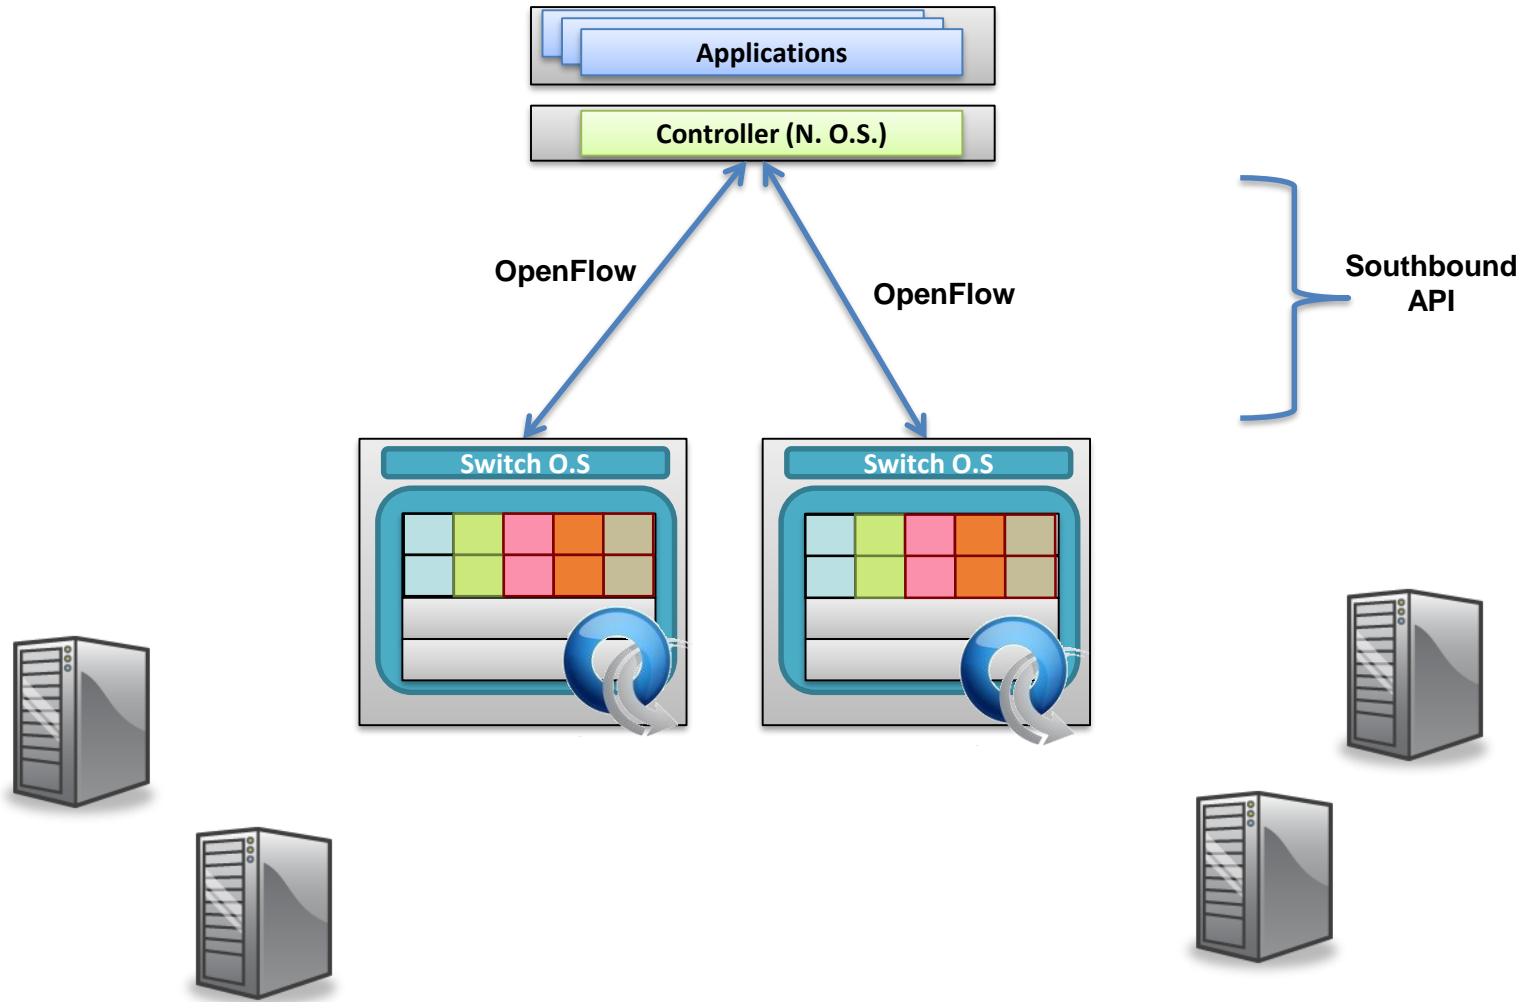 Applications
Controller (N. O.S.)
OpenFlow
OpenFlow
Southbound
API
Switch O.S
Switch O.S